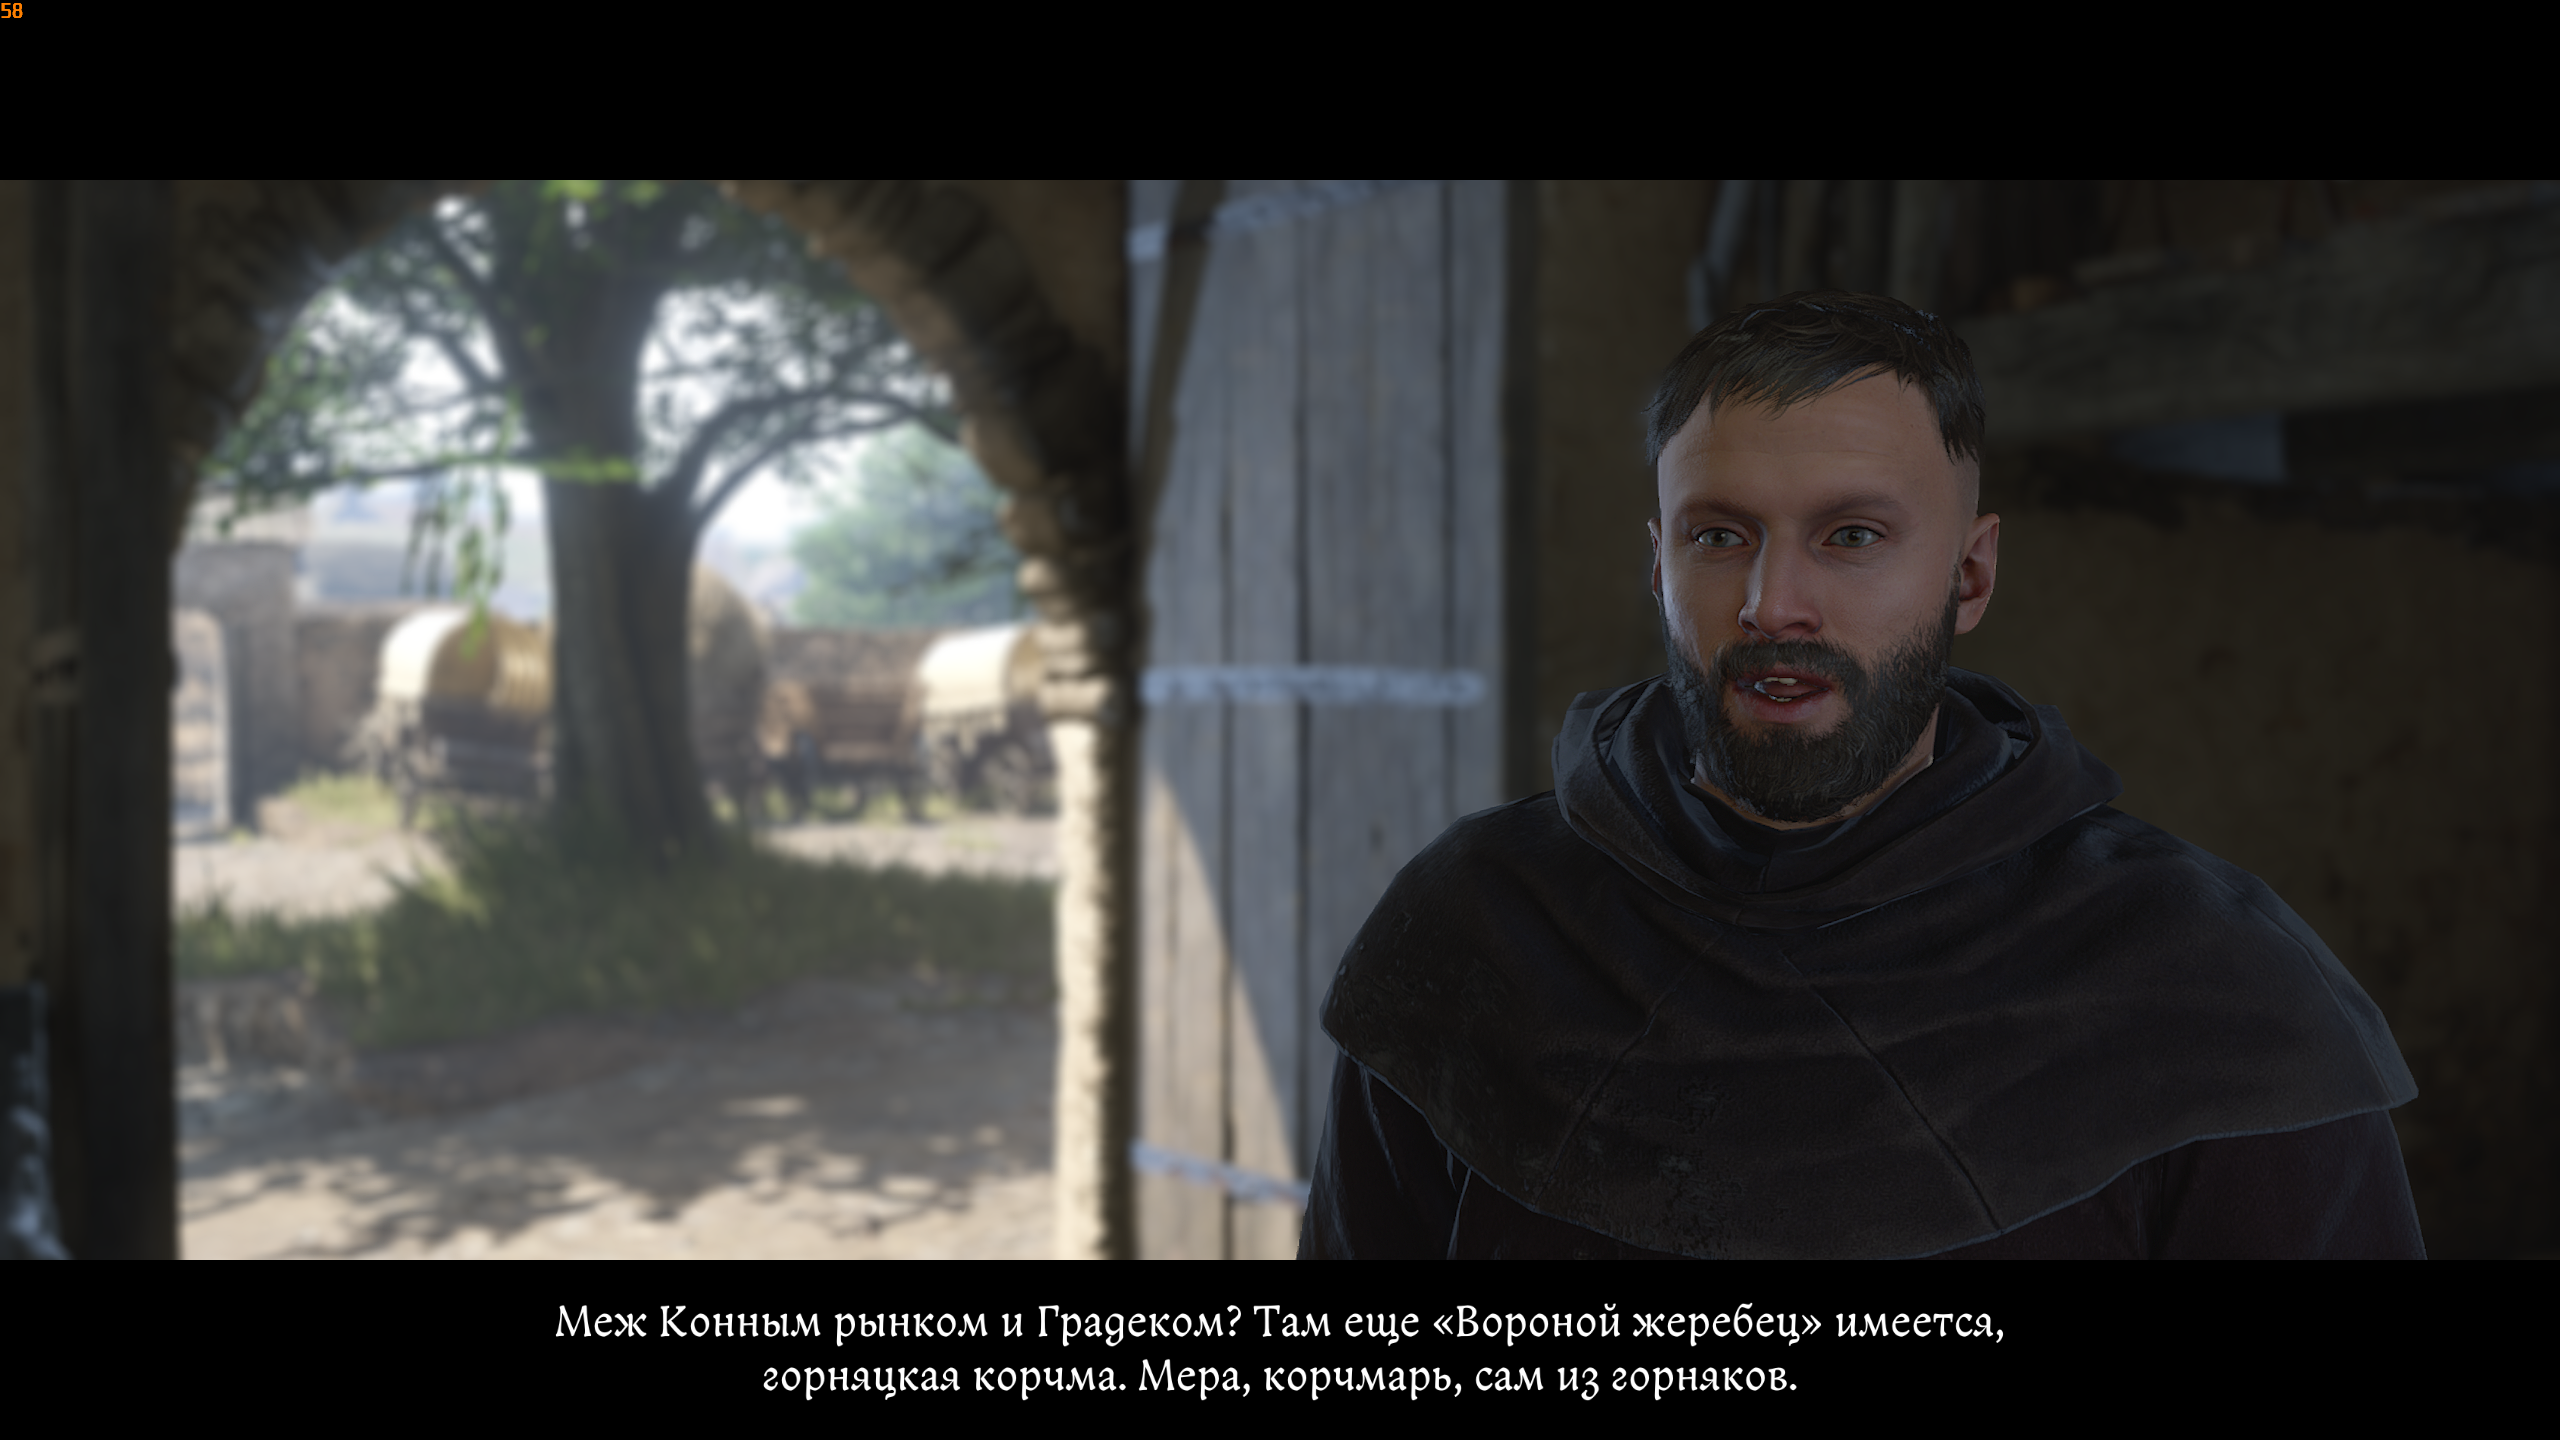 58
Меж Конным рынком и Градеком? Там еще «Вороной жеребец» имеется,
горняцкая корчма. Мера, корчмарь, сам из горняков.